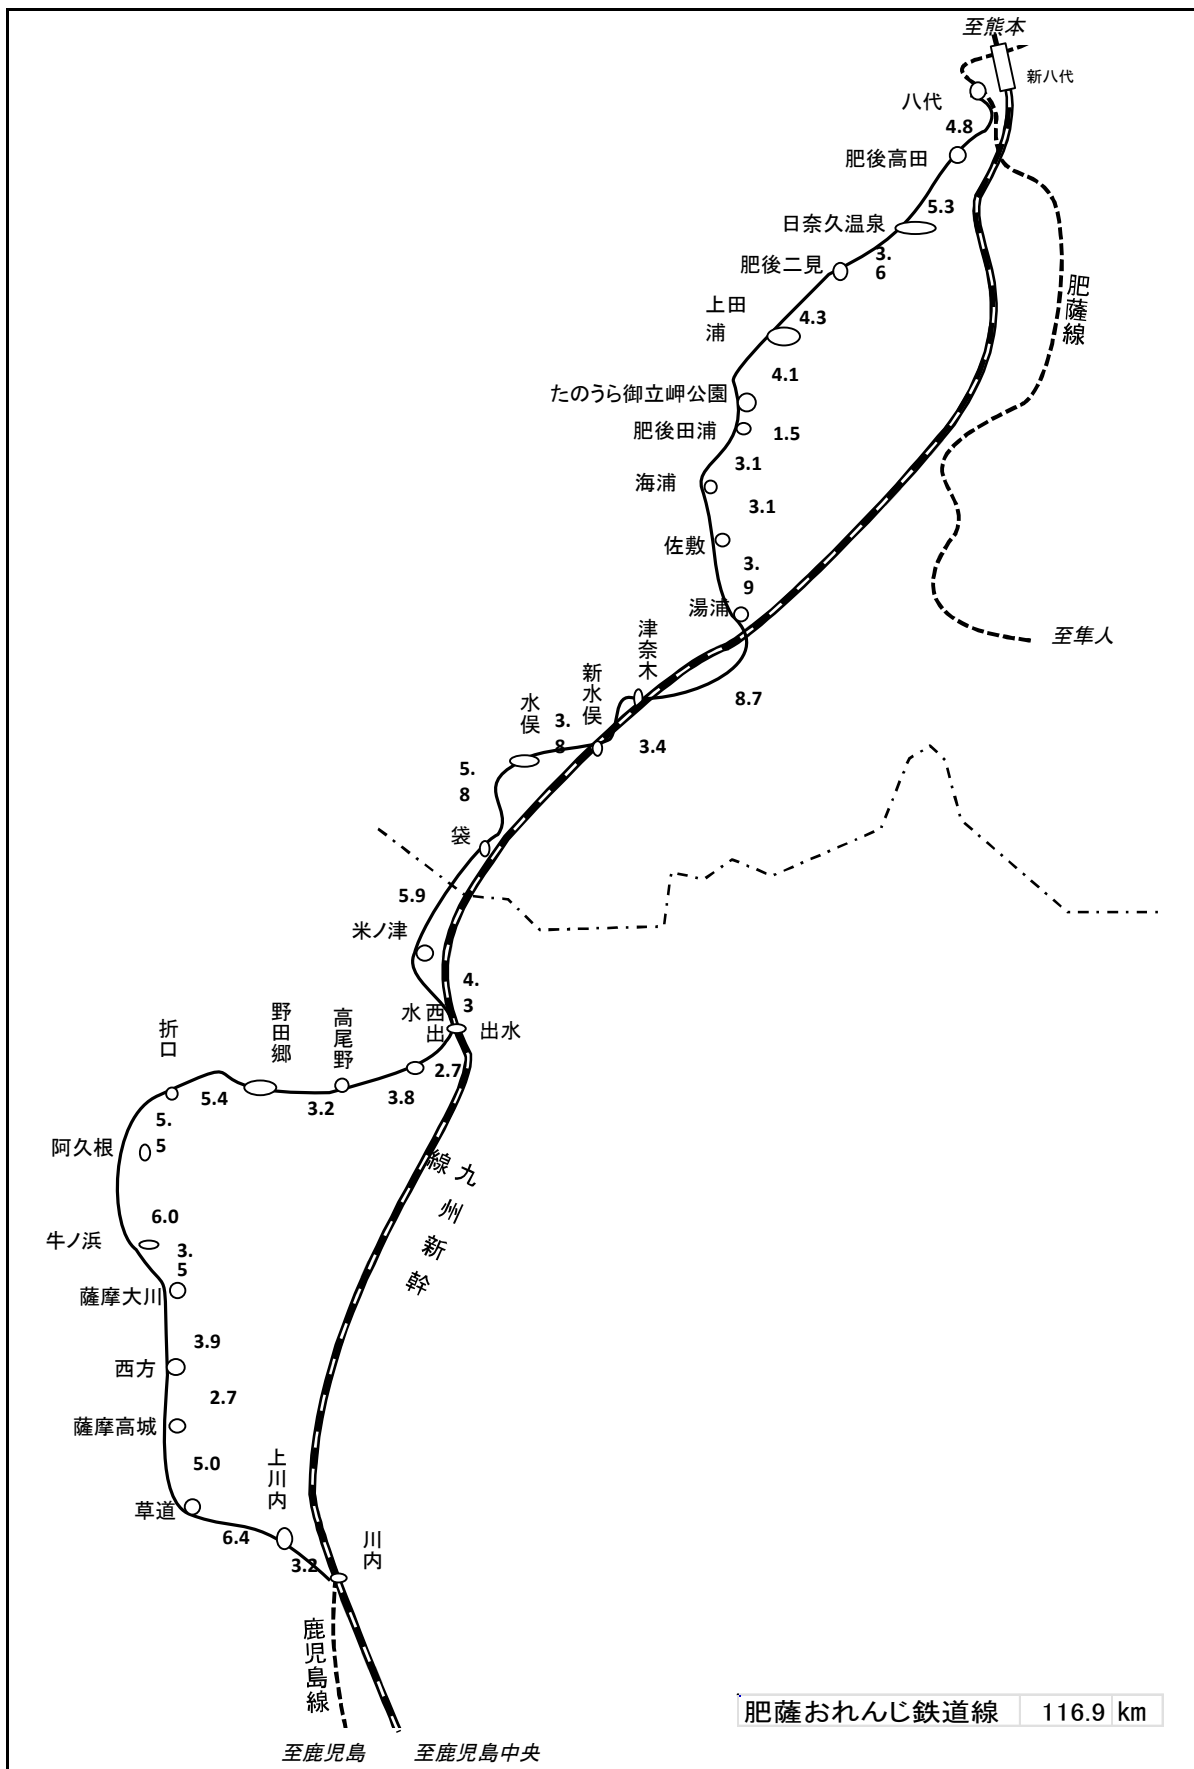 至熊本
新八代
八代
4.8
肥後高田
5.3
日奈久温泉
3.
6
肥後二見
上田
浦
4.3
4.1
たのうら御立岬公園
肥後田浦
1.5
3.1
海浦
3.1
佐敷
3.
9
湯浦
肥薩線
至隼人
津奈木
8.7
新水俣
3.4
水俣
3.
8
5.
8
袋
5.9
米ノ津
4.
3
出水
西出
水
2.7
高尾野
3.8
野田郷
3.2
折口
5.4
5.
5
阿久根
6.0
牛ノ浜
3.
5
薩摩大川
3.9
西方
2.7
薩摩高城
5.0
草道
6.4
上川内
3.2
川内
九州新幹
線
鹿児島線
至鹿児島
至鹿児島中央
肥薩おれんじ鉄道線 116.9 km